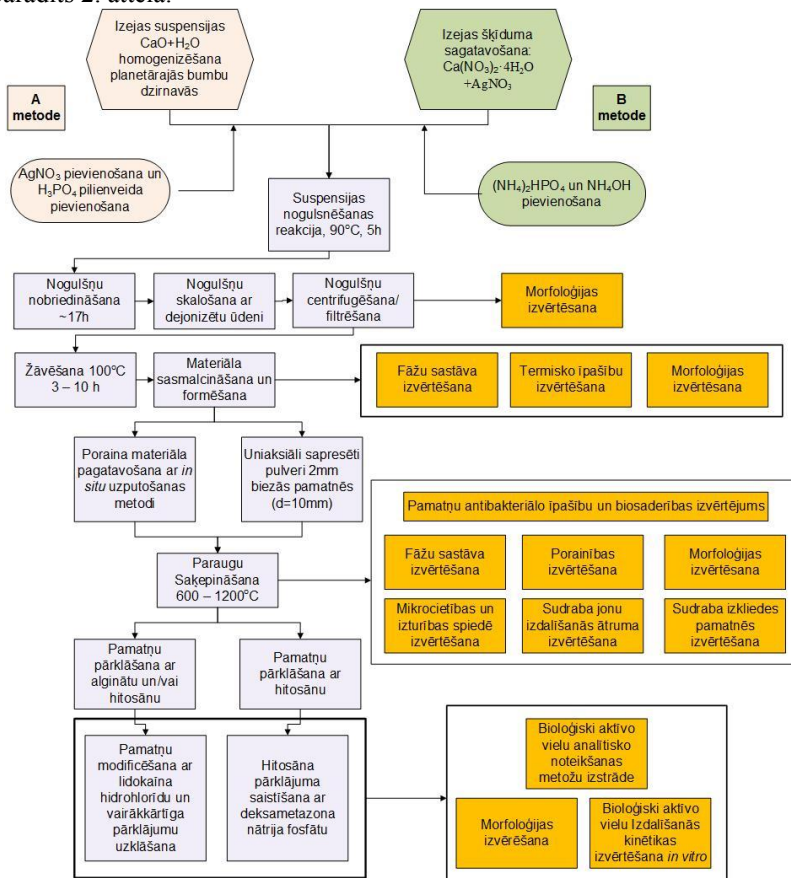 parādīts 2. attēlā.
Izejas suspensijas
CaO+H₂O
homogenizēšana
planetārajās bumbu
dzirnavās
Izejas šķīduma
sagatavošana:
Ca(NO₃)₂·4H₂O
+AgNO₃
A
metode
B
metode
AgNO₃ pievienošana un
H₃PO₄ pilienveida
pievienošana
(NH₄)₂HPO₄ un NH₄OH
pievienošana
Suspensijas
nogulsnēšanas
reakcija, 90°C, 5h
Nogulšņu
nobriedināšana
~17h
Nogulšņu
skalošana ar
dejonizētu ūdeni
Nogulšņu
centrifugēšana/
filtrēšana
Morfoloģijas
izvērtēsana
Žāvēšana 100°C
3 – 10 h
Materiāla
sasmalcināšana un
formēšana
Fāžu sastāva
izvērtēšana
Termisko īpašību
izvērtēšana
Morfoloģijas
izvērtēsana
Poraina materiāla
pagatavošana ar in
situ uzputošanas
metodi
Uniaksiāli sapresēti
pulveri 2mm
biezās pamatnēs
(d=10mm)
Pamatņu antibakteriālo īpašību un biosaderības izvērtējums
Fāžu sastāva
izvērtēšana
Porainības
izvērtēšana
Morfoloģijas
izvērtēšana
Paraugu
Saķepināšana
600 – 1200°C
Mikrocietības un
izturības spiedē
izvērtēšana
Sudraba jonu
izdalīšanās ātruma
izvērtēšana
Sudraba izkliedes
pamatnēs
izvērtēšana
Pamatņu
pārklāšana ar
alginātu un/vai
hitosānu
Pamatņu
pārklāšana ar
hitosānu
Pamatņu
modificēšana ar
lidokaīna
hidrohlorīdu un
vairākkārtīga
pārklājumu
uzklāšana
Hitosāna
pārklājuma
saistīšana ar
deksametazona
nātrija fosfātu
Bioloģiski aktīvo
vielu analītisko
noteikšanas
metožu izstrāde
Morfoloģijas
izvērēšana
Bioloģiski aktīvo
vielu Izdalīšanās
kinētikas
izvērtēšana in vitro